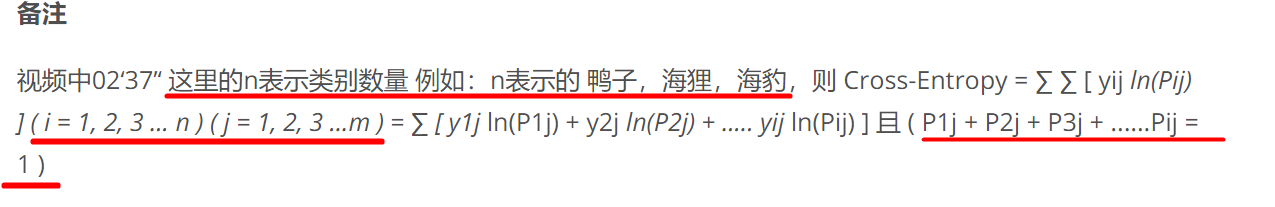 备注
视频中02‘37“ 这里的n表示类别数量 例如：n表示的 鸭子，海狸，海豹，则 Cross-Entropy = ∑ ∑ [ yij ln(Pij)
] ( i = 1, 2, 3 ... n ) ( j = 1, 2, 3 ...m ) = ∑ [ y1j ln(P1j) + y2j ln(P2j) + ..... yij ln(Pij) ] 且 ( P1j + P2j + P3j + ......Pij =
1 )